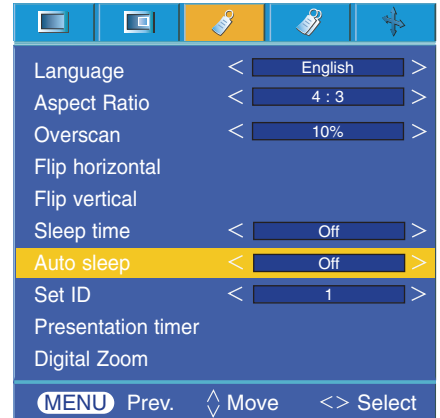 Language < English >
Aspect Ratio < 4 : 3 >
Overscan < 10% >
Flip horizontal
Flip vertical
Sleep time < Off >
Auto sleep < Off >
Set ID < 1 >
Presentation timer
Digital Zoom
MENU Prev. Move <> Select